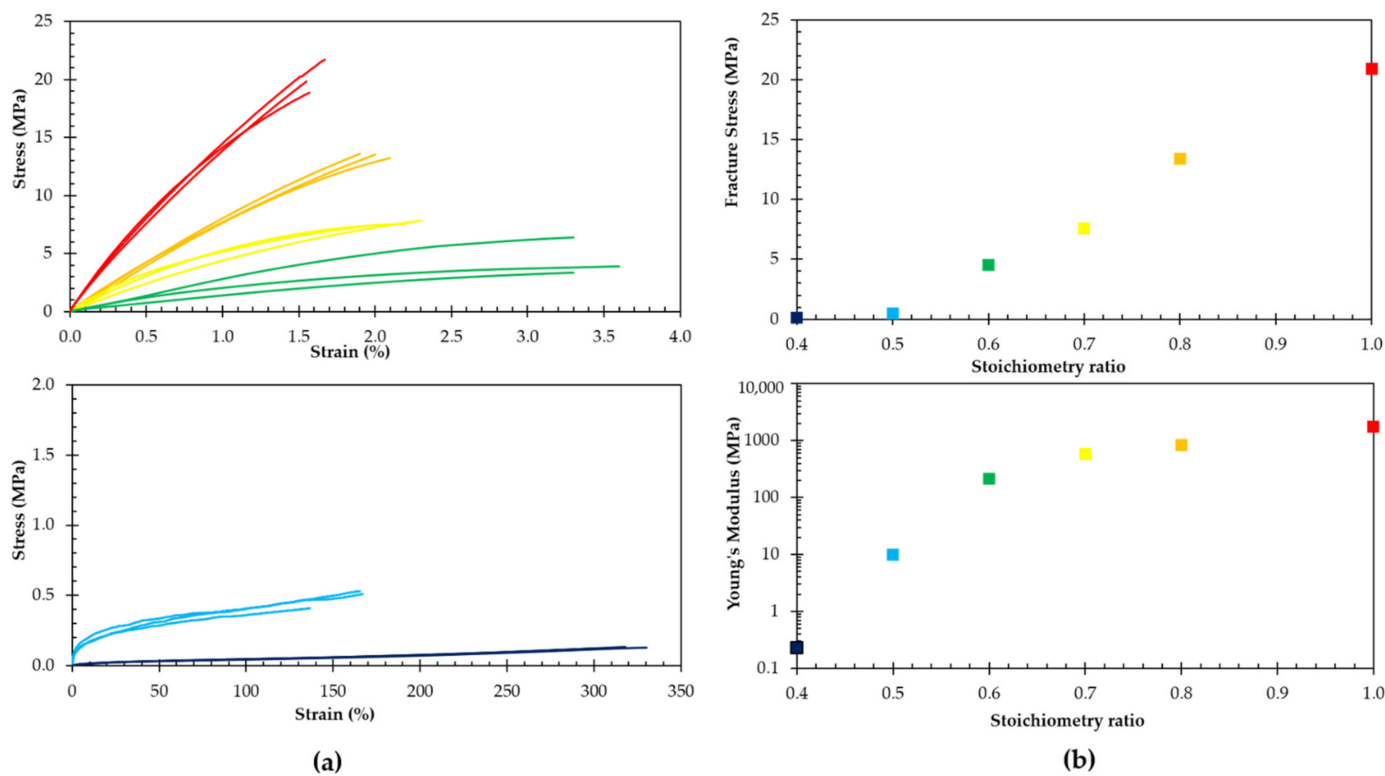 25
20
15
10
5
0
Stress (MPa)
0.0 0.5 1.0 1.5 2.0 2.5 3.0 3.5 4.0
Strain (%)
25
20
15
10
5
0
Fracture Stress (MPa)
0.4 0.5 0.6 0.7 0.8 0.9 1.0
Stoichiometry ratio
2.0
1.5
1.0
0.5
0.0
Stress (MPa)
0 50 100 150 200 250 300 350
Strain (%)
10,000
1000
100
10
1
0.1
Young's Modulus (MPa)
0.4 0.5 0.6 0.7 0.8 0.9 1.0
Stoichiometry ratio
(a)
(b)